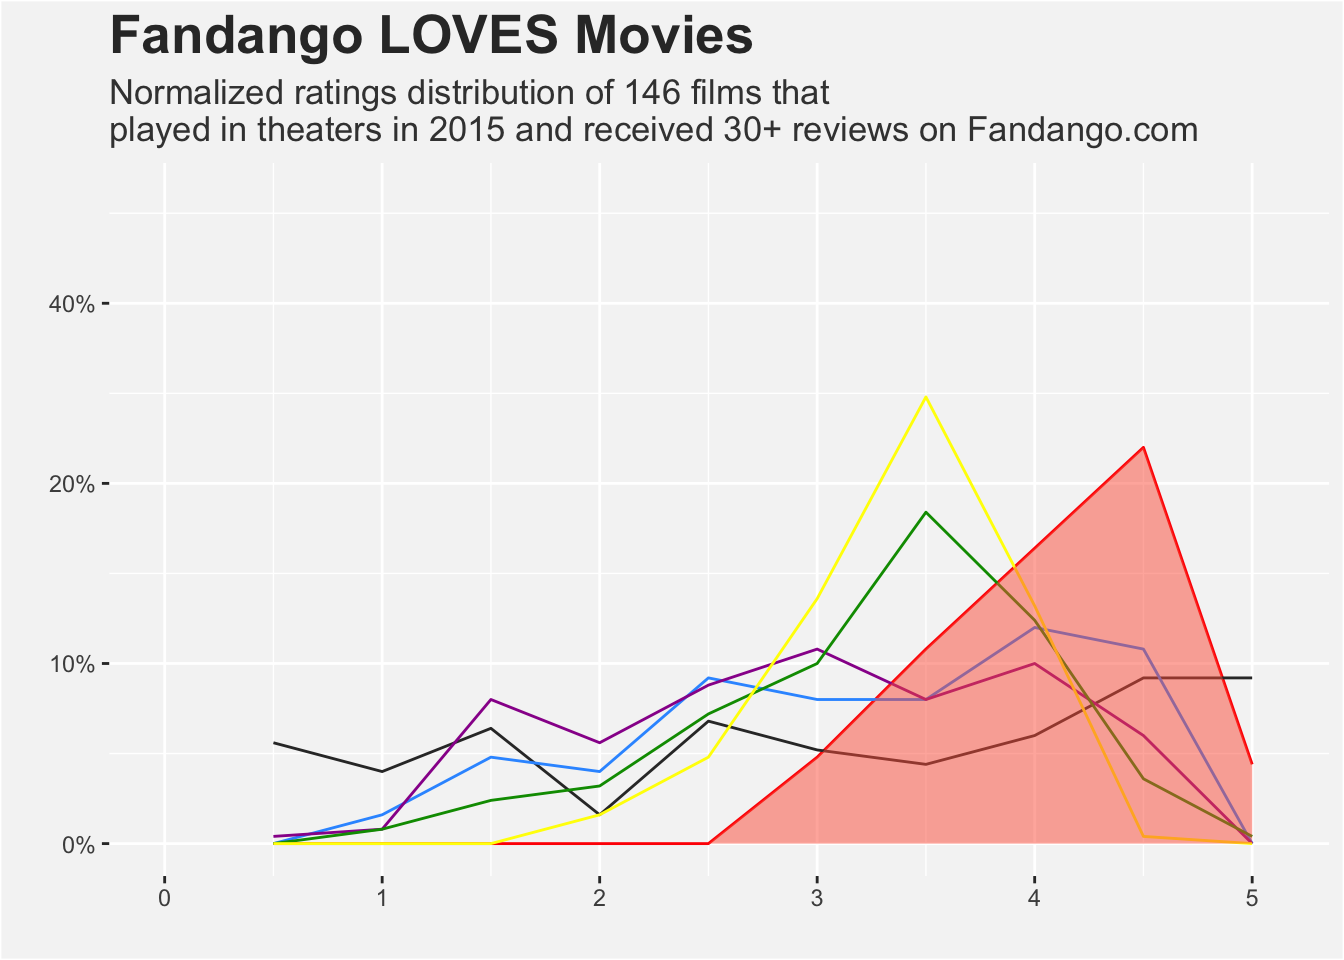 Fandango LOVES Movies
Normalized ratings distribution of 146 films that
played in theaters in 2015 and received 30+ reviews on Fandango.com
40%
20%
10%
0%
0 1 2 3 4 5